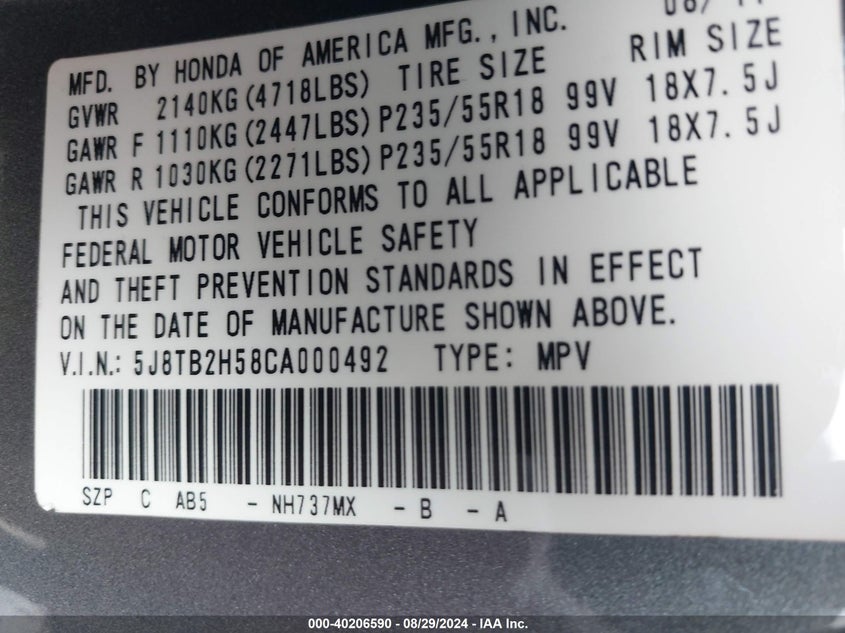 MFD. BY HONDA OF AMERICA MFG., INC.
GVWR 2140KG(4718LBS) TIRE SIZE RIM SIZE
GAWR F 1110KG(2447LBS)P235/55R18 99V 18X7.5J
GAWR R 1030KG(2271LBS)P235/55R18 99V 18X7.5J
THIS VEHICLE CONFORMS TO ALL APPLICABLE
FEDERAL MOTOR VEHICLE SAFETY
AND THEFT PREVENTION STANDARDS IN EFFECT
ON THE DATE OF MANUFACTURE SHOWN ABOVE.
V.I.N.: 5J8TB2H58CA000492 TYPE: MPV
SZP C AB5 - NH737MX - B - A
000-40206590 - 08/29/2024 - IAA Inc.